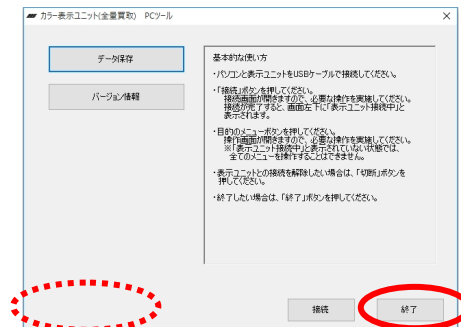 カラー表示ユニット(全量買取) PCツール
データ保存
バージョン情報
基本的な使い方
・パソコンと表示ユニットをUSBケーブルで接続してください。
・「接続」ボタンを押してください。
接続画面が開きますので、必要な操作を実施してください。
接続が完了すると、画面左下に「表示ユニット接続中」と
表示されます。
・目的のメニューボタンを押してください。
操作画面が開きますので、必要な操作を実施してください。
※「表示ユニット接続中」と表示されていない状態では、
全てのメニューを操作することはできません。
・表示ユニットとの接続を解除したい場合は、「切断」ボタンを
押してください。
・終了したい場合は、「終了」ボタンを押してください。
接続
終了